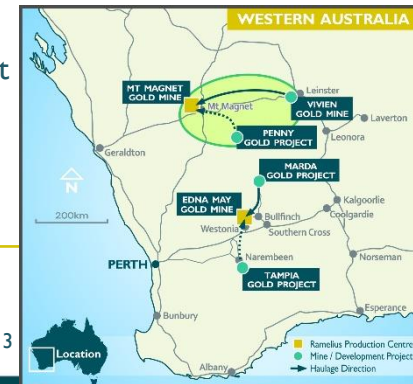 WESTERN AUSTRALIA
t
MT MAGNET
GOLD MINE
Mt Magnet
Leinster
VIVIEN
GOLD MINE
PENNY
GOLD PROJECT
Leonora
Geraldton
MARDA
GOLD PROJECT
N
EDNA MAY
GOLD MINE
Kalgoorlie
Coolgardie
200km
Bullfinch
Westonia
Southern Cross
PERTH
Narembeen
Norseman
TAMPIA
GOLD PROJECT
Bunbury
Esperance
3
Location
Albany
Ramelius Production Centre
Mine / Development Project
Haulage Direction